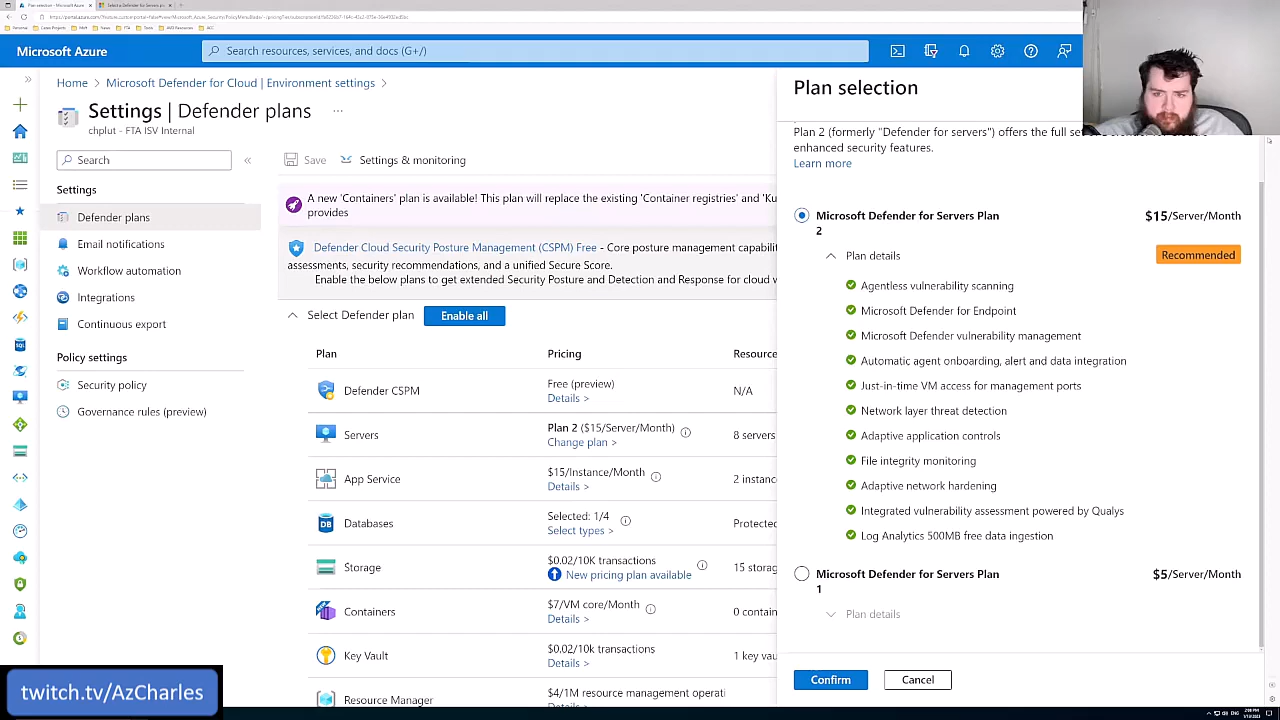 Microsoft Azure
Search resources, services, and docs (G+/)
Home > Microsoft Defender for Cloud | Environment settings >
Settings | Defender plans ...
chplut - FTA ISV Internal
Search
Settings
Defender plans
Email notifications
Workflow automation
Integrations
Continuous export
Policy settings
Security policy
Governance rules (preview)
Save
Settings & monitoring
A new 'Containers' plan is available! This plan will replace the existing 'Container registries' and 'Ku
provides
Defender Cloud Security Posture Management (CSPM) Free - Core posture management capabil
assessments, security recommendations, and a unified Secure Score.
Enable the below plans to get extended Security Posture and Detection and Response for cloud w
Select Defender plan
Enable all
Plan Pricing Resource
Defender CSPM
Free (preview)
Details >
N/A
Servers
Plan 2 ($15/Server/Month)
Change plan >
8 servers
App Service
$15/Instance/Month
Details >
2 instanc
Databases
Selected: 1/4
Select types >
Protected
Storage
$0.02/10K transactions
New pricing plan available
15 storag
Containers
$7/VM core/Month
Details >
0 contain
Key Vault
$0.02/10k transactions
Details >
1 key vau
Resource Manager
$4/1M resource management operati
Plan selection
Plan 2 (formerly "Defender for servers") offers the full set of Defender for Cloud's
enhanced security features.
Learn more
Microsoft Defender for Servers Plan
2
$15/Server/Month
Plan details
Recommended
Agentless vulnerability scanning
Microsoft Defender for Endpoint
Microsoft Defender vulnerability management
Automatic agent onboarding, alert and data integration
Just-in-time VM access for management ports
Network layer threat detection
Adaptive application controls
File integrity monitoring
Adaptive network hardening
Integrated vulnerability assessment powered by Qualys
Log Analytics 500MB free data ingestion
Microsoft Defender for Servers Plan
1
$5/Server/Month
Plan details
Confirm
Cancel
twitch.tv/AzCharles